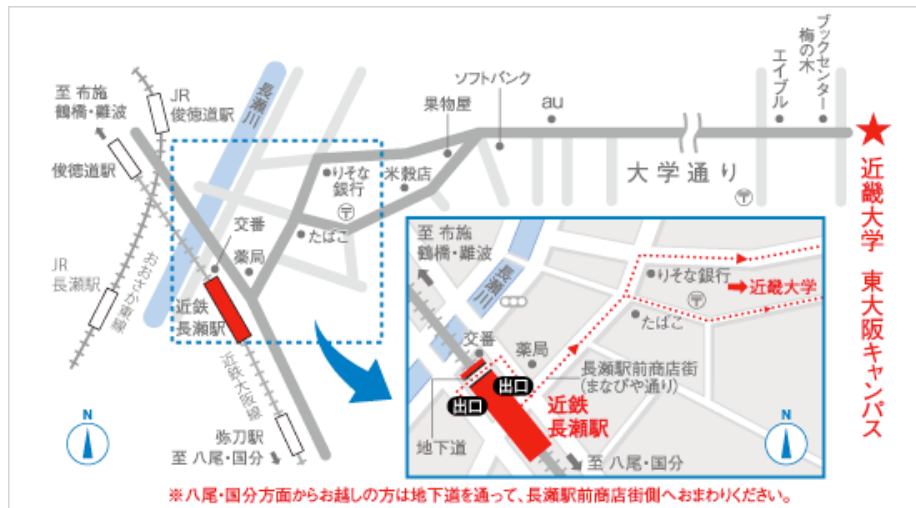 至 布施
鶴橋・難波
JR
俊徳道駅
長瀬川
俊徳道駅
交番
薬局
近鉄
長瀬駅
JR
長瀬駅
おおさか東線
近鉄大阪線
弥刀駅
至 八尾・国分
N
りそな
銀行
〒
たばこ
米穀店
果物屋
ソフトバンク
au
大学通り
〒
エイブル
ブックセンター
梅の木
★
近畿大学 東大阪キャンパス
至 布施
鶴橋・難波
長瀬川
りそな銀行
〒
近畿大学
たばこ
交番
薬局
長瀬駅前商店街
(まなびや通り)
出口
出口
近鉄
長瀬駅
地下道
至 八尾・国分
N
※八尾・国分方面からお越しの方は地下道を通って、長瀬駅前商店街側へおまわりください。